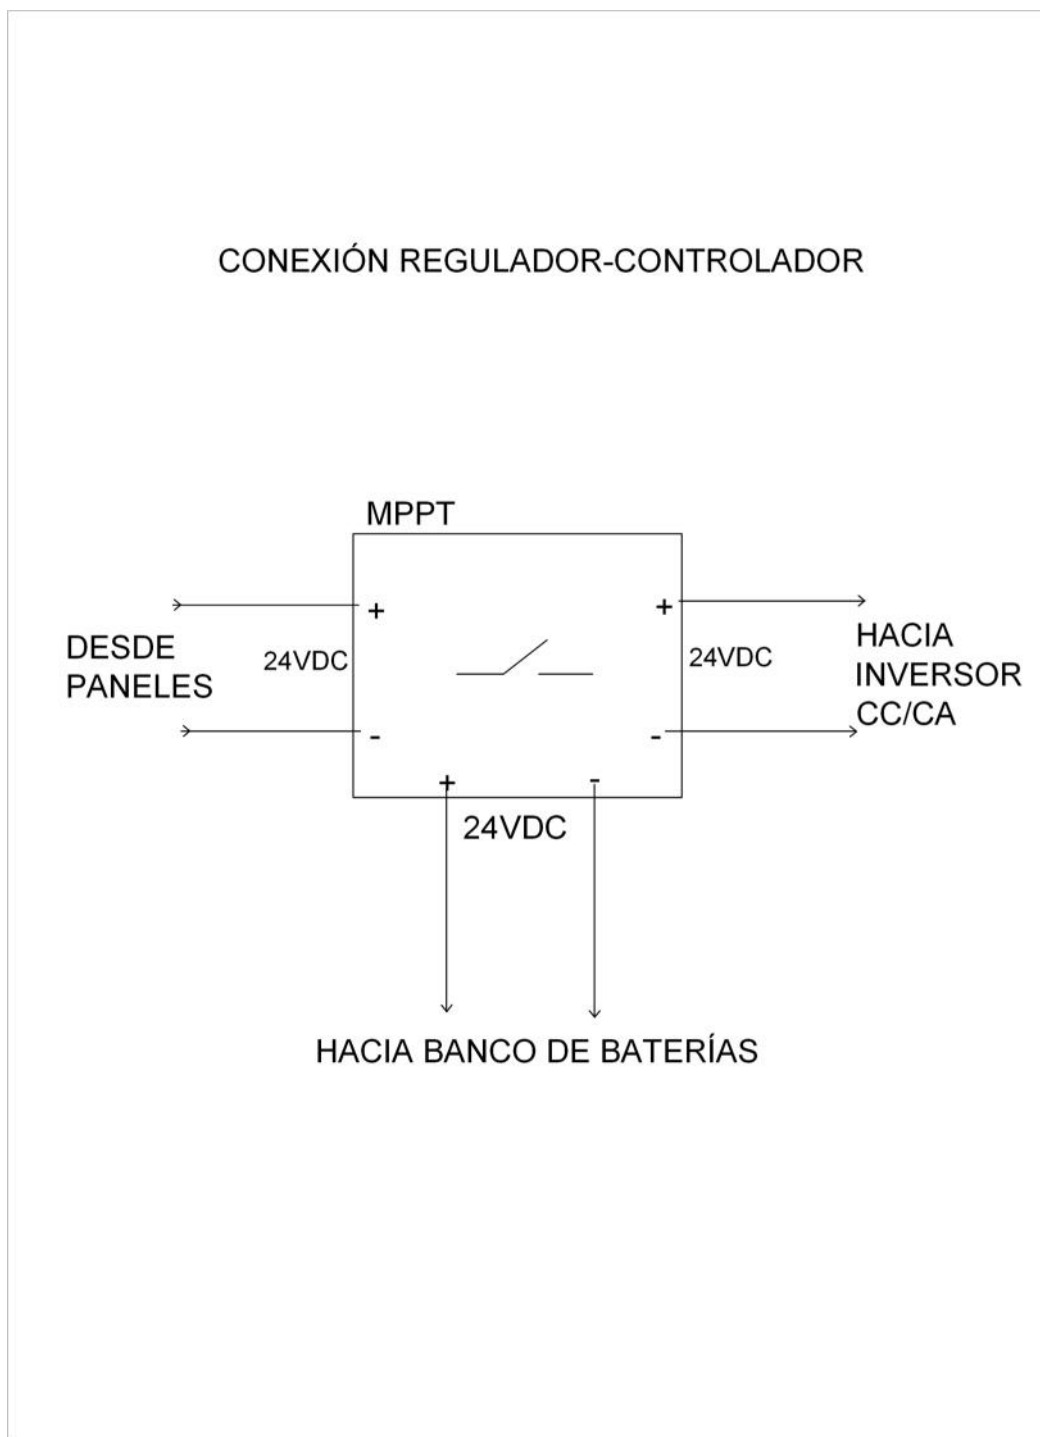 CONEXIÓN REGULADOR-CONTROLADOR
MPPT
+
+
DESDE
PANELES
24VDC
24VDC
HACIA
INVERSOR
CC/CA
-
-
+
-
24VDC
HACIA BANCO DE BATERÍAS